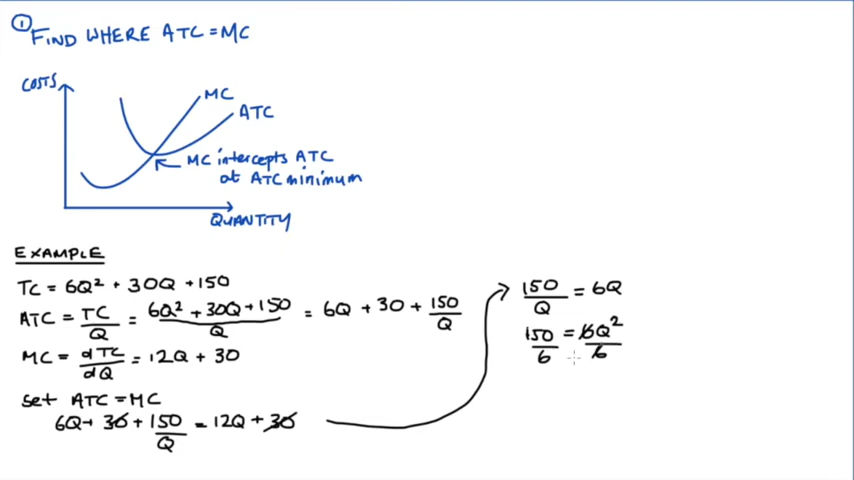 ① FIND WHERE ATC = MC
COSTS
MC
ATC
MC intercepts ATC
at ATC minimum
QUANTITY
EXAMPLE
TC = 6Q² + 30Q + 150
ATC = TC/Q = (6Q² + 30Q + 150)/Q = 6Q + 30 + 150/Q
MC = dTC/dQ = 12Q + 30
set ATC = MC
6Q + 30 + 150/Q = 12Q + 30
150/Q = 6Q
150/6 = 6Q²/6